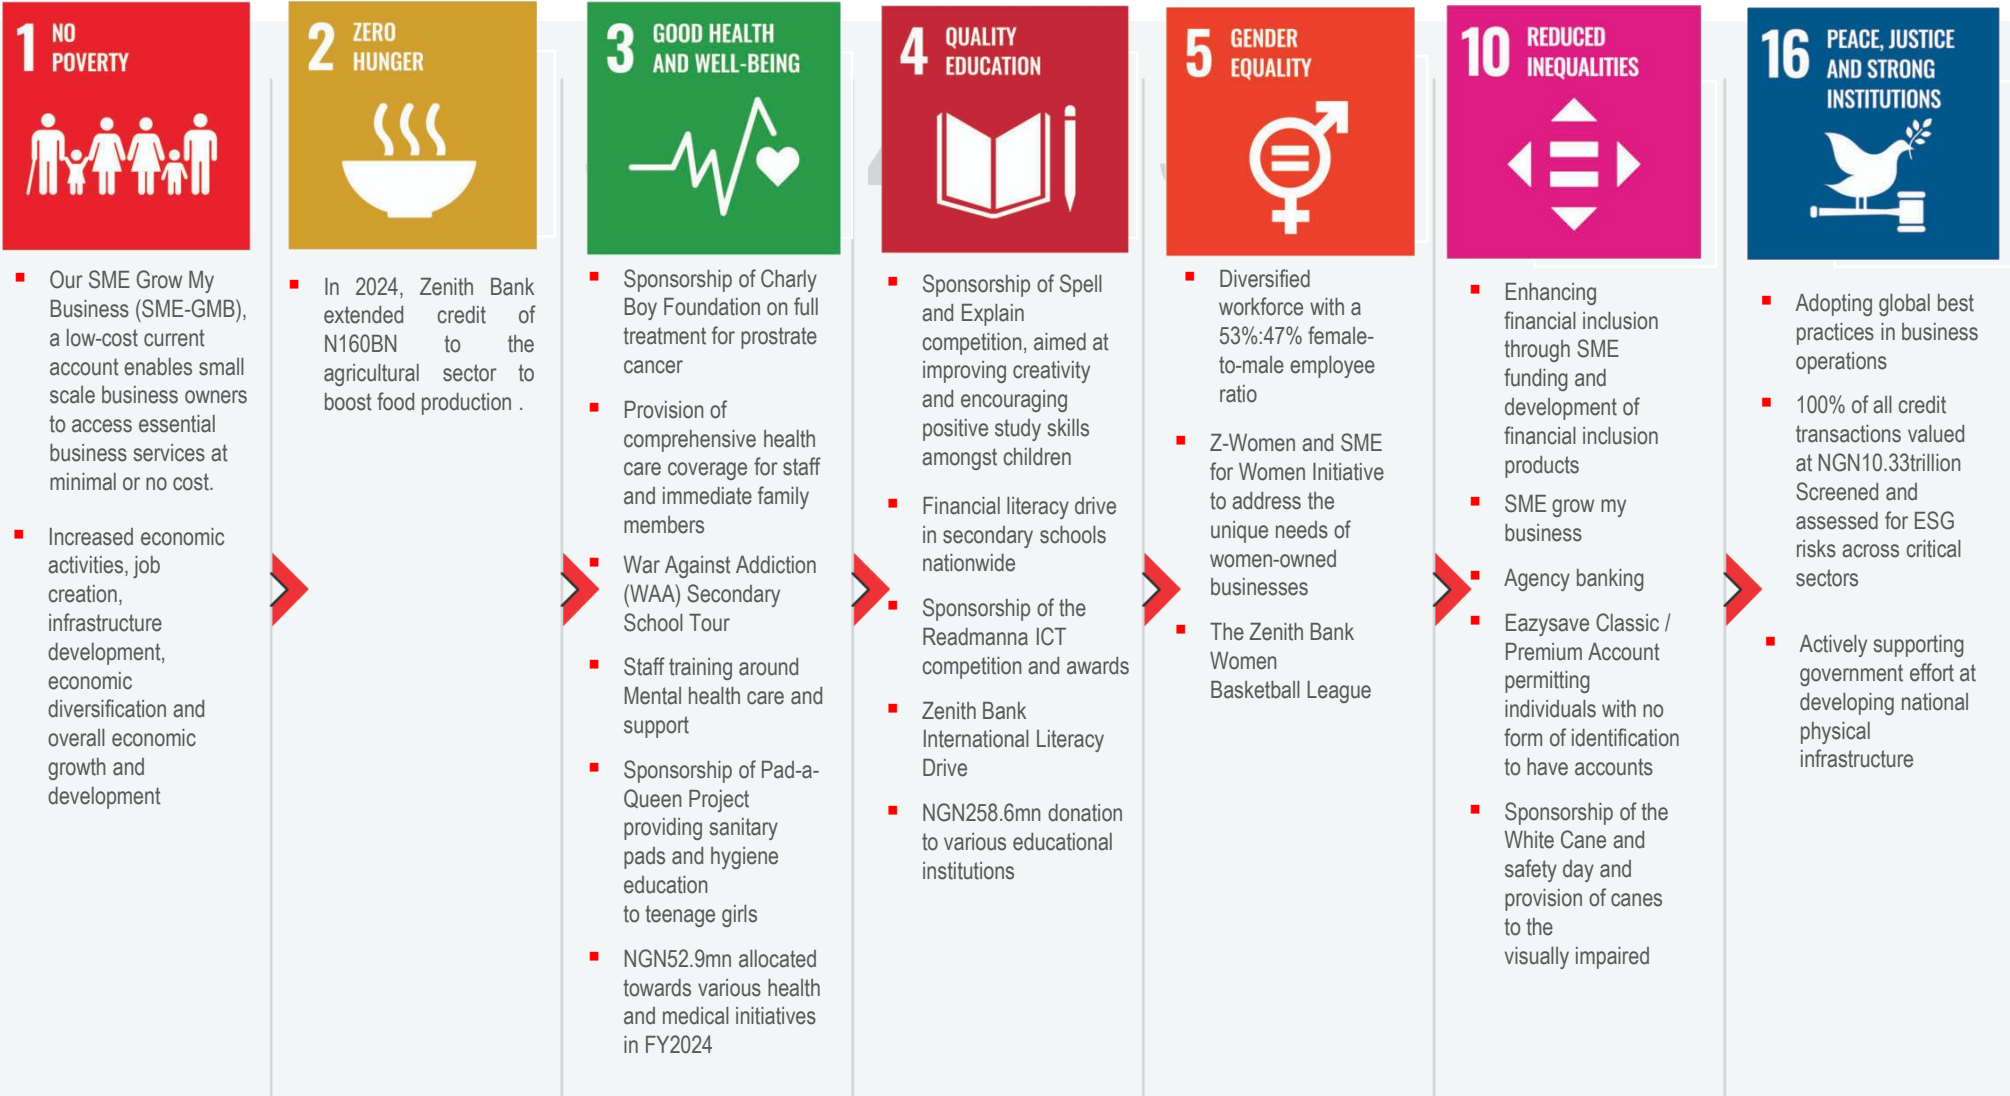 1 NO
POVERTY
Our SME Grow My
Business (SME-GMB),
a low-cost current
account enables small
scale business owners
to access essential
business services at
minimal or no cost.
Increased economic
activities, job
creation,
infrastructure
development,
economic
diversification and
overall economic
growth and
development
2 ZERO
HUNGER
In 2024, Zenith Bank
extended credit of
N160BN to the
agricultural sector to
boost food production .
3 GOOD HEALTH
AND WELL-BEING
Sponsorship of Charly
Boy Foundation on full
treatment for prostrate
cancer
Provision of
comprehensive health
care coverage for staff
and immediate family
members
War Against Addiction
(WAA) Secondary
School Tour
Staff training around
Mental health care and
support
Sponsorship of Pad-a-
Queen Project
providing sanitary
pads and hygiene
education
to teenage girls
NGN52.9mn allocated
towards various health
and medical initiatives
in FY2024
4 QUALITY
EDUCATION
Sponsorship of Spell
and Explain
competition, aimed at
improving creativity
and encouraging
positive study skills
amongst children
Financial literacy drive
in secondary schools
nationwide
Sponsorship of the
Readmanna ICT
competition and awards
Zenith Bank
International Literacy
Drive
NGN258.6mn donation
to various educational
institutions
5 GENDER
EQUALITY
Diversified
workforce with a
53%:47% female-
to-male employee
ratio
Z-Women and SME
for Women Initiative
to address the
unique needs of
women-owned
businesses
The Zenith Bank
Women
Basketball League
10 REDUCED
INEQUALITIES
Enhancing
financial inclusion
through SME
funding and
development of
financial inclusion
products
SME grow my
business
Agency banking
Eazysave Classic /
Premium Account
permitting
individuals with no
form of identification
to have accounts
Sponsorship of the
White Cane and
safety day and
provision of canes
to the
visually impaired
16 PEACE, JUSTICE
AND STRONG
INSTITUTIONS
Adopting global best
practices in business
operations
100% of all credit
transactions valued
at NGN10.33trillion
Screened and
assessed for ESG
risks across critical
sectors
Actively supporting
government effort at
developing national
physical
infrastructure